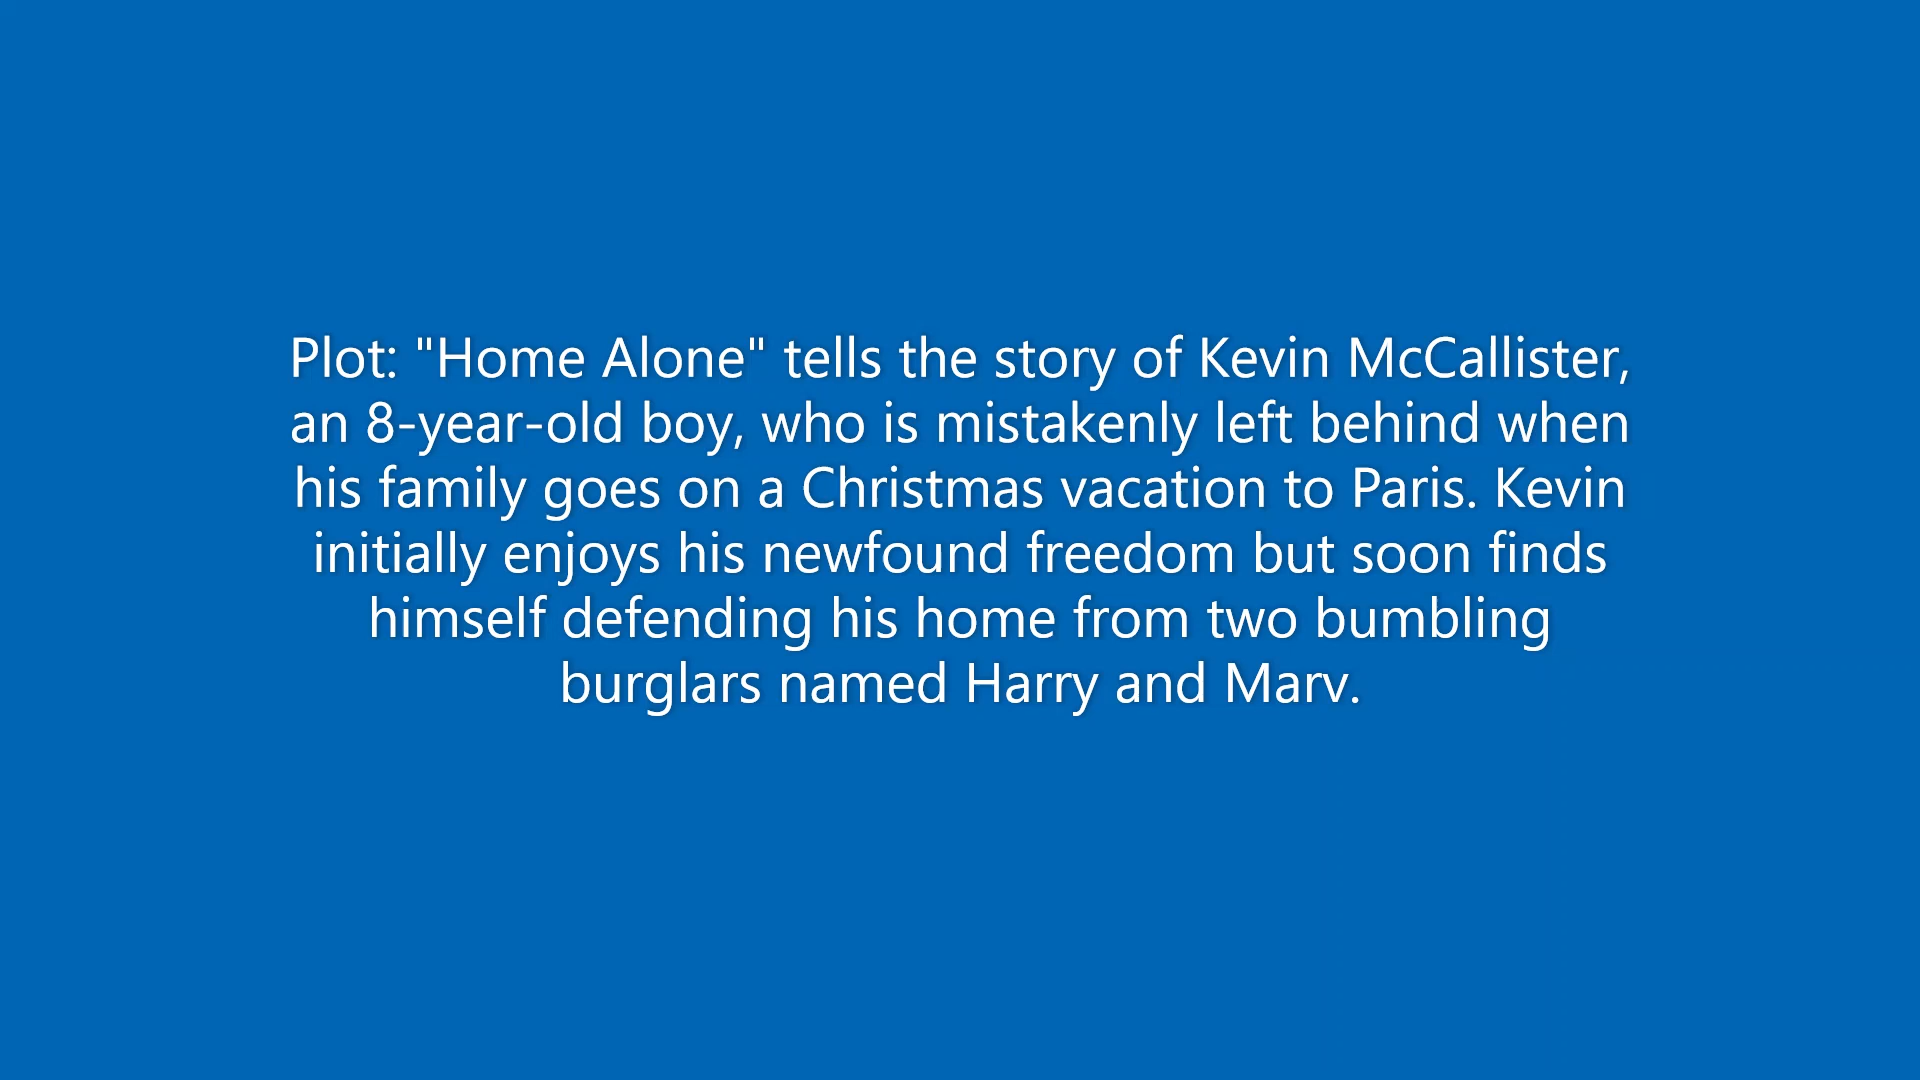 Plot: "Home Alone" tells the story of Kevin McCallister,
an 8-year-old boy, who is mistakenly left behind when
his family goes on a Christmas vacation to Paris. Kevin
initially enjoys his newfound freedom but soon finds
himself defending his home from two bumbling
burglars named Harry and Marv.